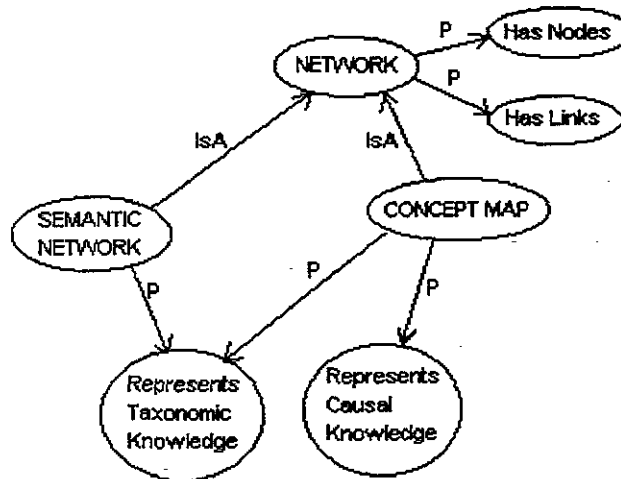 P
Has Nodes
NETWORK
P
Has Links
IsA
IsA
SEMANTIC
NETWORK
CONCEPT MAP
P
P
P
Represents
Taxonomic
Knowledge
Represents
Causal
Knowledge